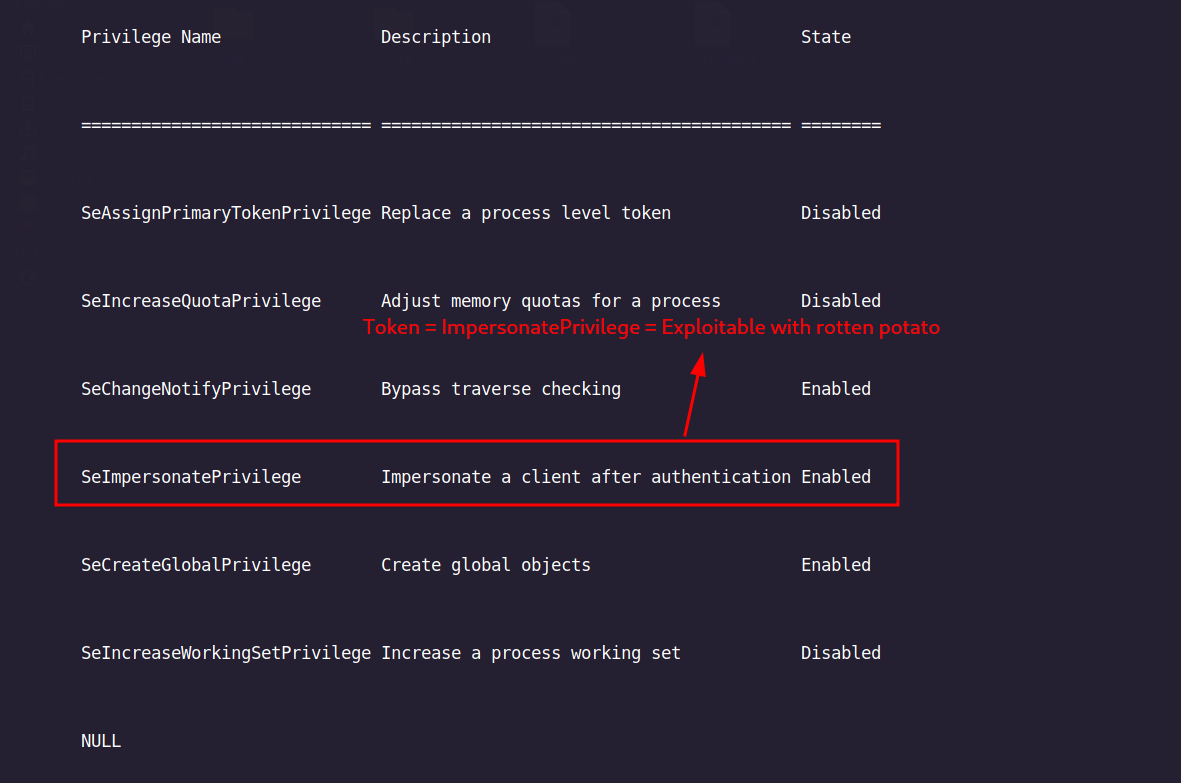 Privilege Name Description State
============================= ========================================= ========
SeAssignPrimaryTokenPrivilege Replace a process level token Disabled
SeIncreaseQuotaPrivilege Adjust memory quotas for a process Disabled
Token = ImpersonatePrivilege = Exploitable with rotten potato
SeChangeNotifyPrivilege Bypass traverse checking Enabled
SeImpersonatePrivilege Impersonate a client after authentication Enabled
SeCreateGlobalPrivilege Create global objects Enabled
SeIncreaseWorkingSetPrivilege Increase a process working set Disabled
NULL